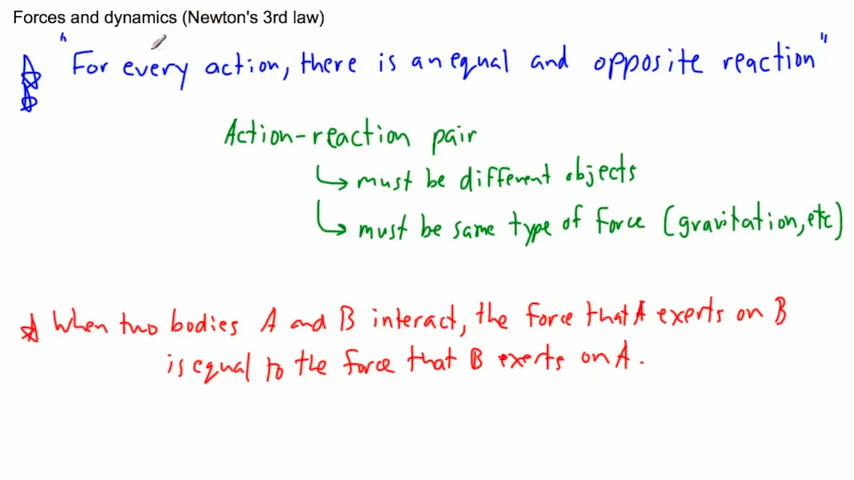 Forces and dynamics (Newton's 3rd law)
"For every action, there is an equal and opposite reaction"
Action-reaction pair
↳ must be different objects
↳ must be same type of force (gravitation, etc)
☆ When two bodies A and B interact, the force that A exerts on B
is equal to the force that B exerts on A.